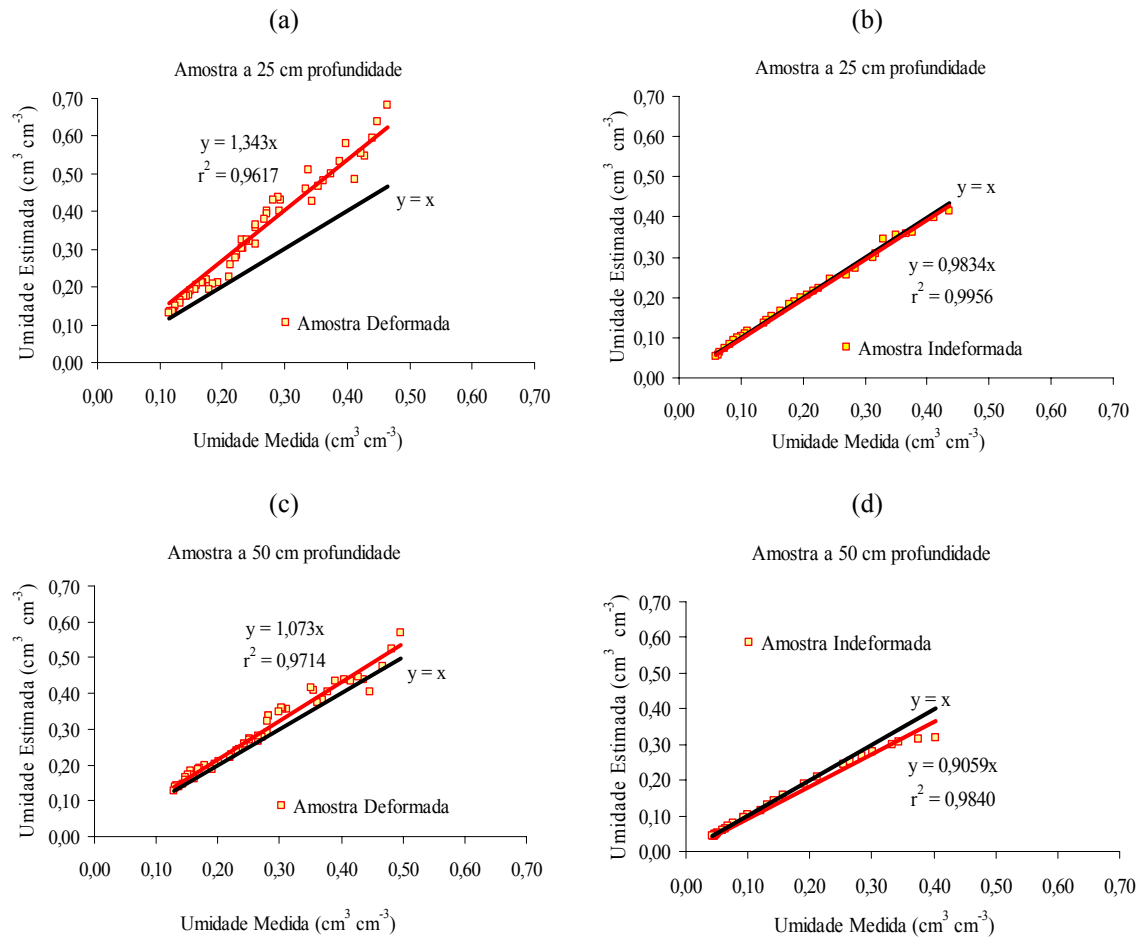 (a)
Amostra a 25 cm profundidade
Umidade Estimada (cm³ cm⁻³)
0,70
0,60
0,50
0,40
0,30
0,20
0,10
0,00
y = 1,343x
r² = 0,9617
y = x
Amostra Deformada
0,00 0,10 0,20 0,30 0,40 0,50 0,60 0,70
Umidade Medida (cm³ cm⁻³)
(b)
Amostra a 25 cm profundidade
Umidade Estimada (cm³ cm⁻³)
0,70
0,60
0,50
0,40
0,30
0,20
0,10
0,00
y = x
y = 0,9834x
r² = 0,9956
Amostra Indeformada
0,00 0,10 0,20 0,30 0,40 0,50 0,60 0,70
Umidade Medida (cm³ cm⁻³)
(c)
Amostra a 50 cm profundidade
Umidade Estimada (cm³ cm⁻³)
0,70
0,60
0,50
0,40
0,30
0,20
0,10
0,00
y = 1,073x
r² = 0,9714
y = x
Amostra Deformada
0,00 0,10 0,20 0,30 0,40 0,50 0,60 0,70
Umidade Medida (cm³ cm⁻³)
(d)
Amostra a 50 cm profundidade
Umidade Estimada (cm³ cm⁻³)
0,70
0,60
0,50
0,40
0,30
0,20
0,10
0,00
Amostra Indeformada
y = x
y = 0,9059x
r² = 0,9840
0,00 0,10 0,20 0,30 0,40 0,50 0,60 0,70
Umidade Medida (cm³ cm⁻³)